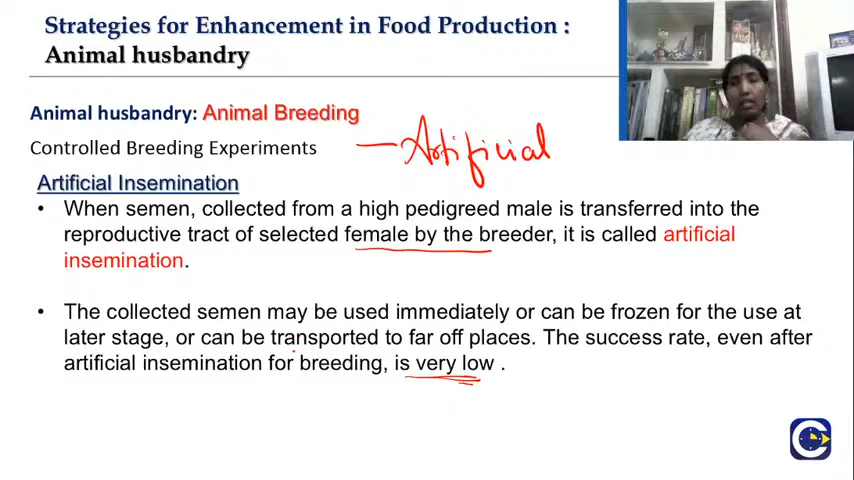 Strategies for Enhancement in Food Production :
Animal husbandry
Animal husbandry: Animal Breeding
Controlled Breeding Experiments — Artificial
Artificial Insemination
• When semen, collected from a high pedigreed male is transferred into the
reproductive tract of selected female by the breeder, it is called artificial
insemination.
• The collected semen may be used immediately or can be frozen for the use at
later stage, or can be transported to far off places. The success rate, even after
artificial insemination for breeding, is very low .